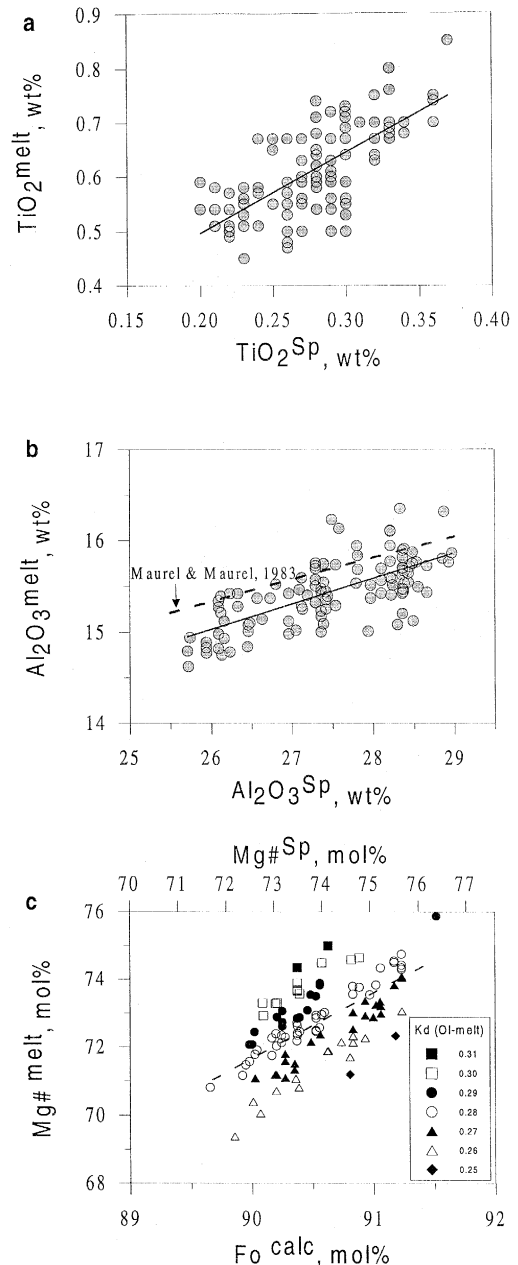 a
0.9
0.8
0.7
0.6
0.5
0.4
TiO2melt, wt%
0.15 0.20 0.25 0.30 0.35 0.40
TiO2Sp, wt%
b
17
16
15
14
Al2O3melt, wt%
Maurel & Maurel, 1983
25 26 27 28 29
Al2O3Sp, wt%
Mg#Sp, mol%
70 71 72 73 74 75 76 77
c
76
74
72
70
68
Mg# melt, mol%
Kd (Ol-melt)
0.31
0.30
0.29
0.28
0.27
0.26
0.25
89 90 91 92
Fo calc, mol%